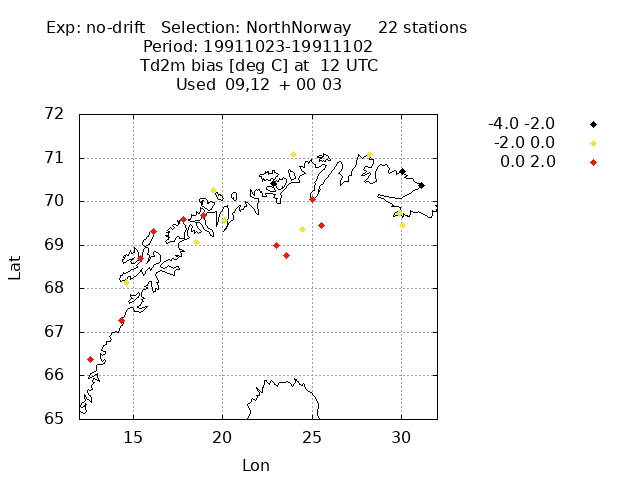 Exp: no-drift   Selection: NorthNorway     22 stations
Period: 19911023-19911102
Td2m bias [deg C] at  12 UTC
Used  09,12  + 00 03
-4.0 -2.0
-2.0 0.0
0.0 2.0
72
71
70
69
68
67
66
65
Lat
15 20 25 30
Lon